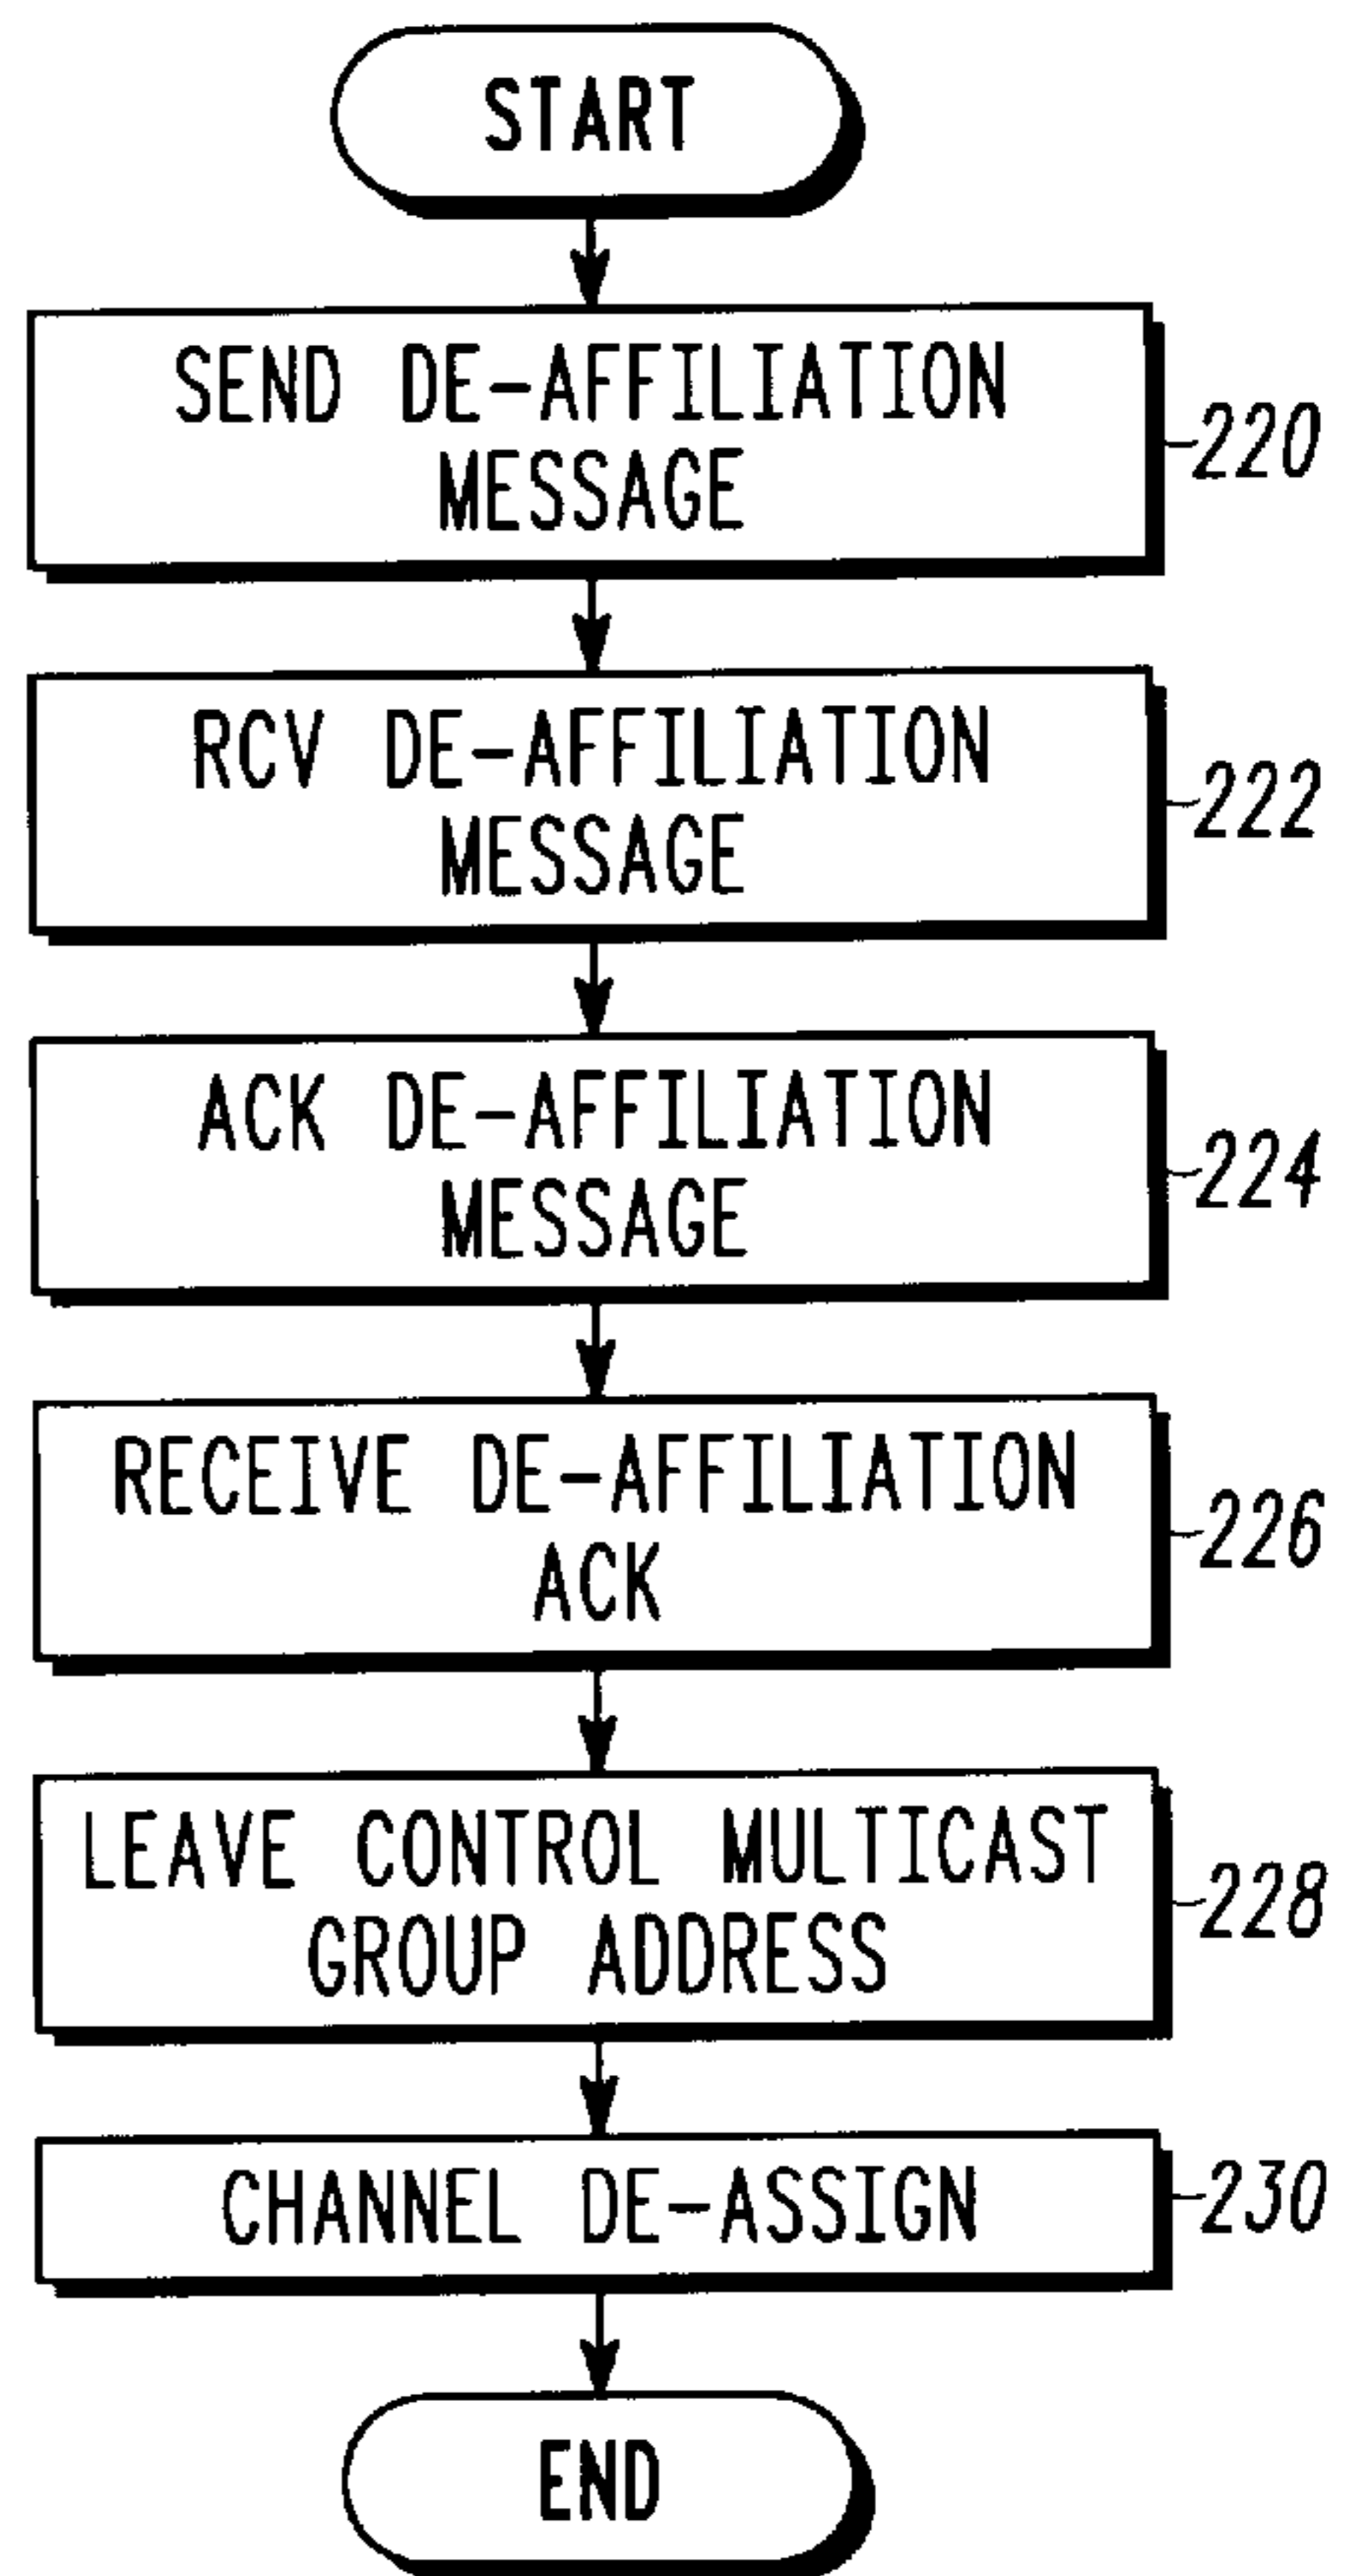 START
SEND DE-AFFILIATION
MESSAGE
220
RCV DE-AFFILIATION
MESSAGE
222
ACK DE-AFFILIATION
MESSAGE
224
RECEIVE DE-AFFILIATION
ACK
226
LEAVE CONTROL MULTICAST
GROUP ADDRESS
228
CHANNEL DE-ASSIGN
230
END